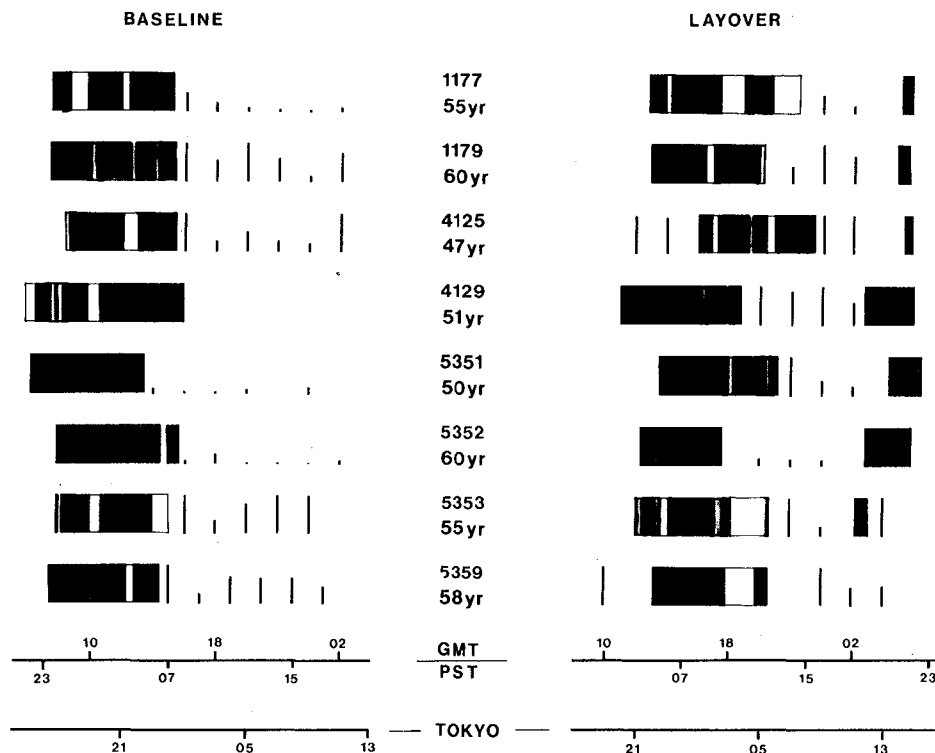 BASELINE LAYOVER
1177
55yr
1179
60yr
4125
47yr
4129
51yr
5351
50yr
5352
60yr
5353
55yr
5359
58yr
10 18 02 GMT 10 18 02
23 07 15 PST 07 15 23
TOKYO
21 05 13 21 05 13